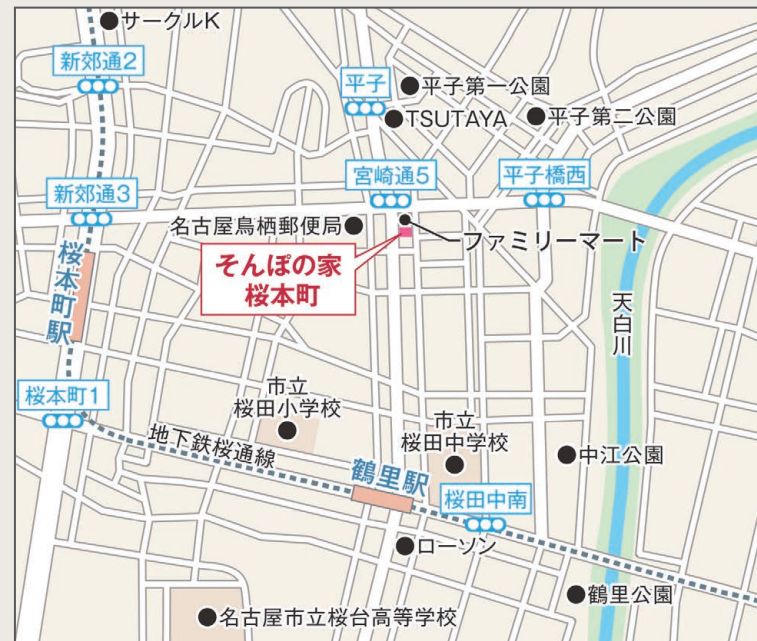 サークルK
新郊通2
平子
平子第一公園
TSUTAYA
平子第二公園
新郊通3
宮崎通5
平子橋西
名古屋鳥栖郵便局
ファミリーマート
そんぽの家
桜本町
桜本町駅
天白川
桜本町1
市立
桜田小学校
地下鉄桜通線
市立
桜田中学校
中江公園
鶴里駅
桜田中南
ローソン
鶴里公園
名古屋市立桜台高等学校